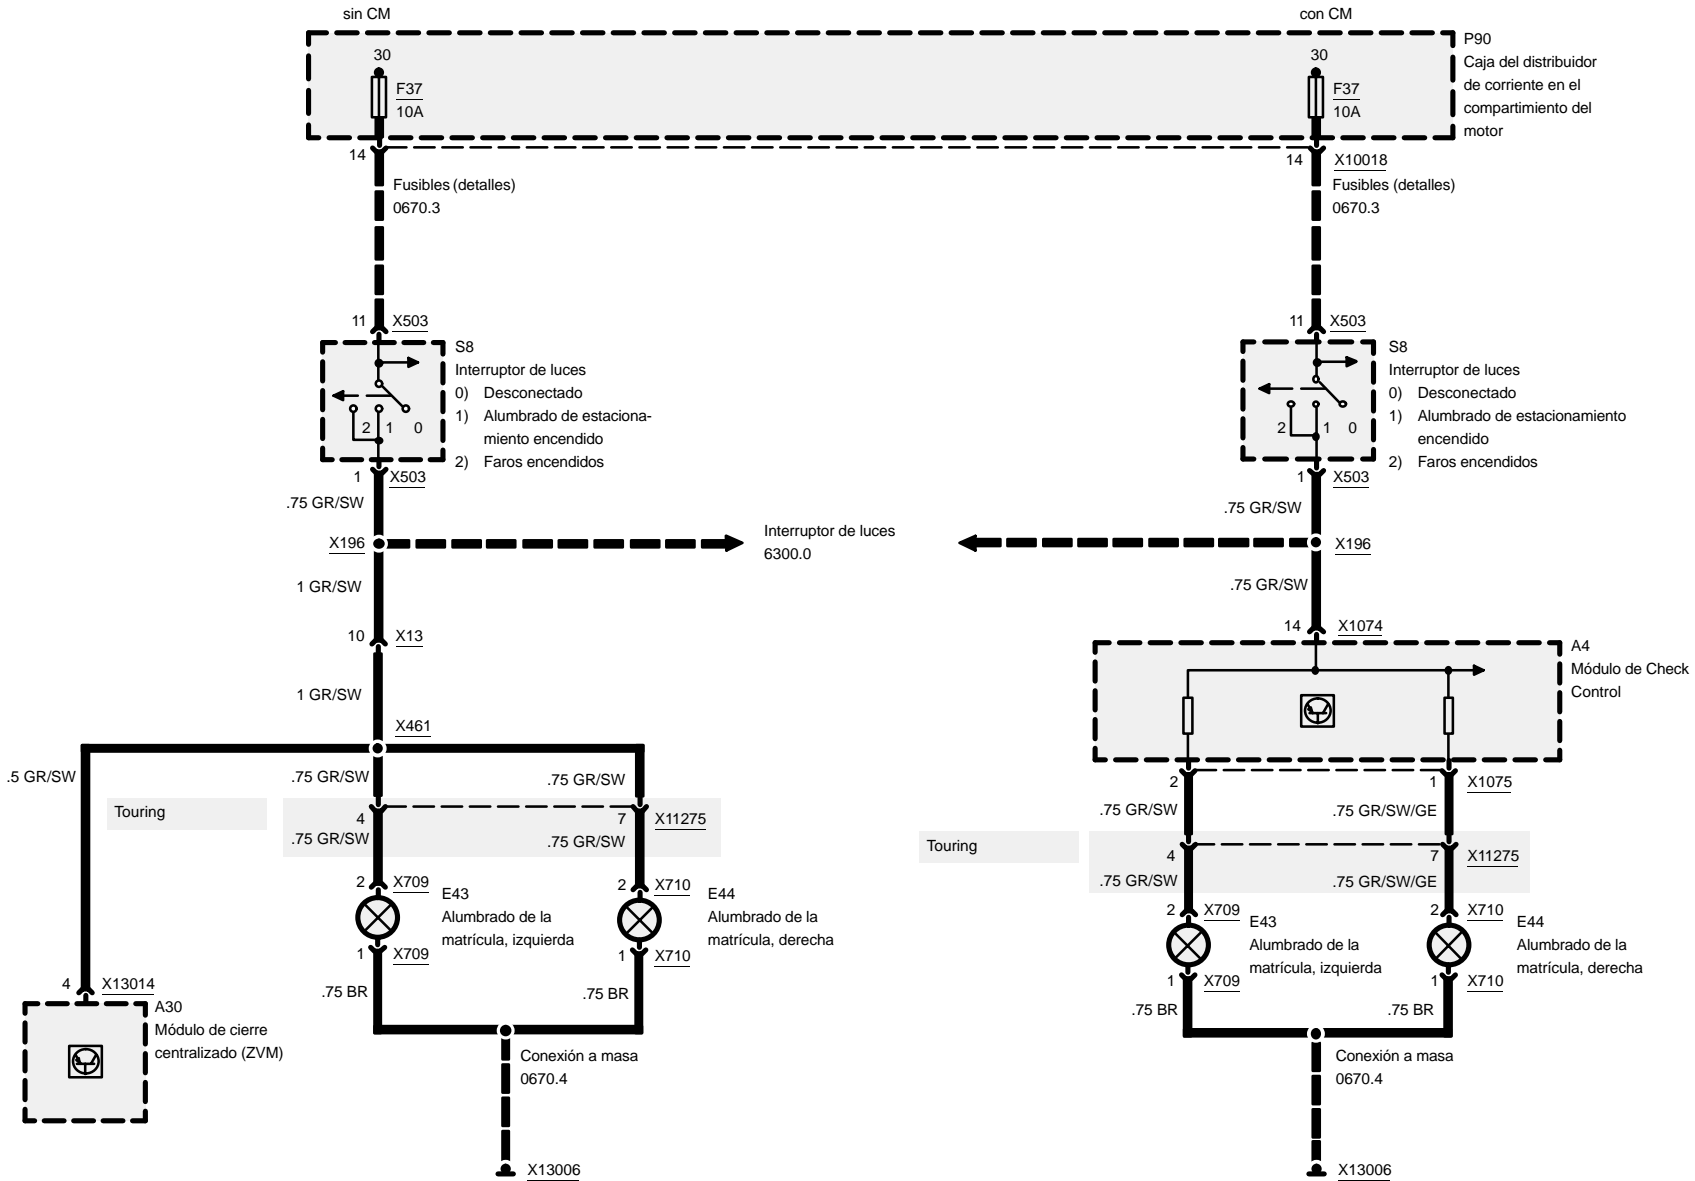 sin CM
con CM
P90
Caja del distribuidor
de corriente en el
compartimiento del
motor
30
F37
10A
30
F37
10A
14
14
X10018
Fusibles (detalles)
0670.3
Fusibles (detalles)
0670.3
11
X503
S8
Interruptor de luces
0) Desconectado
1) Alumbrado de estaciona-
miento encendido
2) Faros encendidos
2 1 0
1
X503
.75 GR/SW
11
X503
S8
Interruptor de luces
0) Desconectado
1) Alumbrado de estacionamiento
encendido
2) Faros encendidos
2 1 0
1
X503
.75 GR/SW
X196
Interruptor de luces
6300.0
X196
1 GR/SW
.75 GR/SW
10
X13
14
X1074
A4
Módulo de Check
Control
1 GR/SW
X461
.5 GR/SW
.75 GR/SW
.75 GR/SW
Touring
4
7
X11275
.75 GR/SW
.75 GR/SW
2
X709
E43
Alumbrado de la
matrícula, izquierda
1
X709
2
X710
E44
Alumbrado de la
matrícula, derecha
1
X710
.75 BR
.75 BR
4
X13014
A30
Módulo de cierre
centralizado (ZVM)
Conexión a masa
0670.4
X13006
2
1
X1075
.75 GR/SW
.75 GR/SW/GE
Touring
4
7
X11275
.75 GR/SW
.75 GR/SW/GE
2
X709
E43
Alumbrado de la
matrícula, izquierda
1
X709
2
X710
E44
Alumbrado de la
matrícula, derecha
1
X710
.75 BR
.75 BR
Conexión a masa
0670.4
X13006